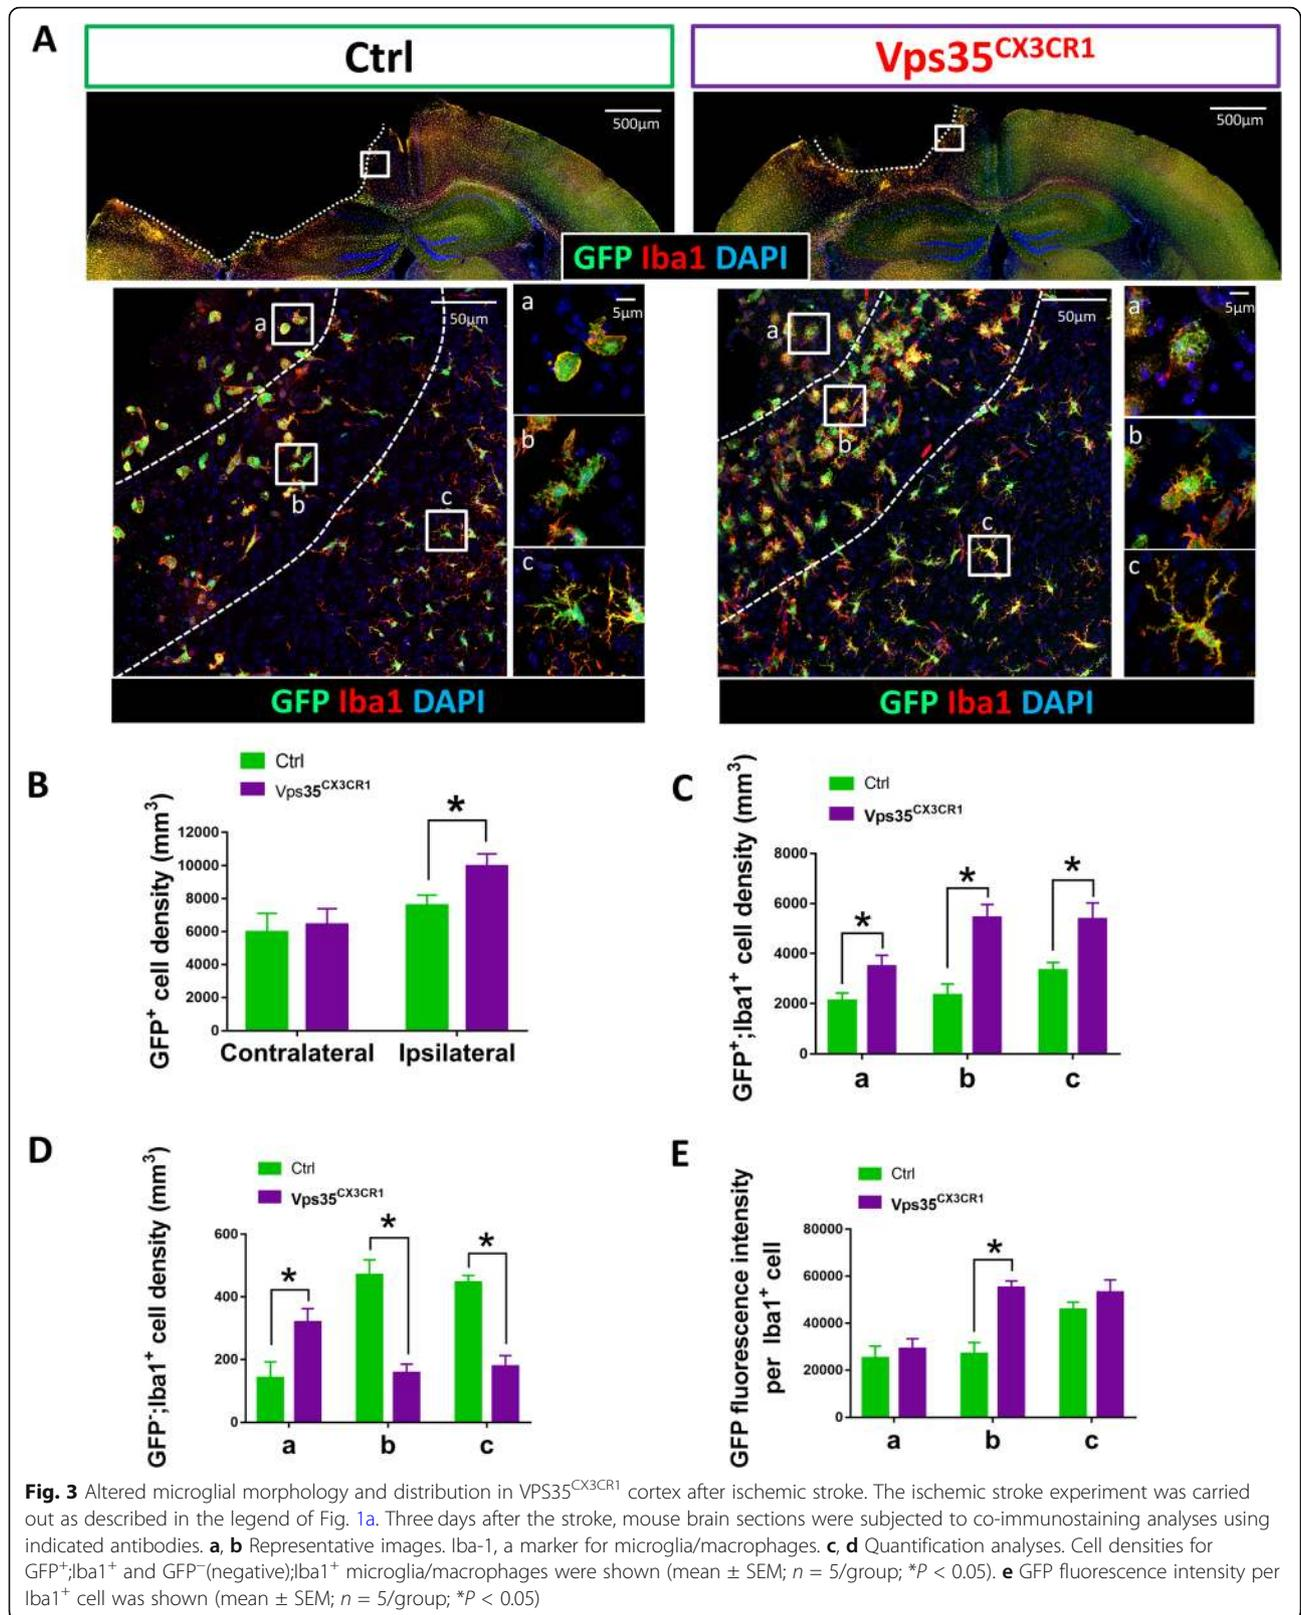 A
Ctrl
Vps35CX3CR1
500µm
500µm
GFP Iba1 DAPI
a
50µm
a
5µm
b
b
c
c
a
50µm
a
5µm
b
b
c
c
GFP Iba1 DAPI
GFP Iba1 DAPI
B
Ctrl
Vps35CX3CR1
*
GFP+ cell density (mm3)
12000
10000
8000
6000
4000
2000
0
Contralateral
Ipsilateral
C
Ctrl
Vps35CX3CR1
GFP+;Iba1+ cell density (mm3)
8000
6000
4000
2000
0
*
*
*
a
b
c
D
Ctrl
Vps35CX3CR1
GFP-;Iba1+ cell density (mm3)
600
400
200
0
*
*
*
a
b
c
E
Ctrl
Vps35CX3CR1
GFP fluorescence intensity
per Iba1+ cell
80000
60000
40000
20000
0
*
a
b
c
Fig. 3 Altered microglial morphology and distribution in VPS35CX3CR1 cortex after ischemic stroke. The ischemic stroke experiment was carried
out as described in the legend of Fig. 1a. Three days after the stroke, mouse brain sections were subjected to co-immunostaining analyses using
indicated antibodies. a, b Representative images. Iba-1, a marker for microglia/macrophages. c, d Quantification analyses. Cell densities for
GFP+;Iba1+ and GFP−(negative);Iba1+ microglia/macrophages were shown (mean ± SEM; n = 5/group; *P < 0.05). e GFP fluorescence intensity per
Iba1+ cell was shown (mean ± SEM; n = 5/group; *P < 0.05)